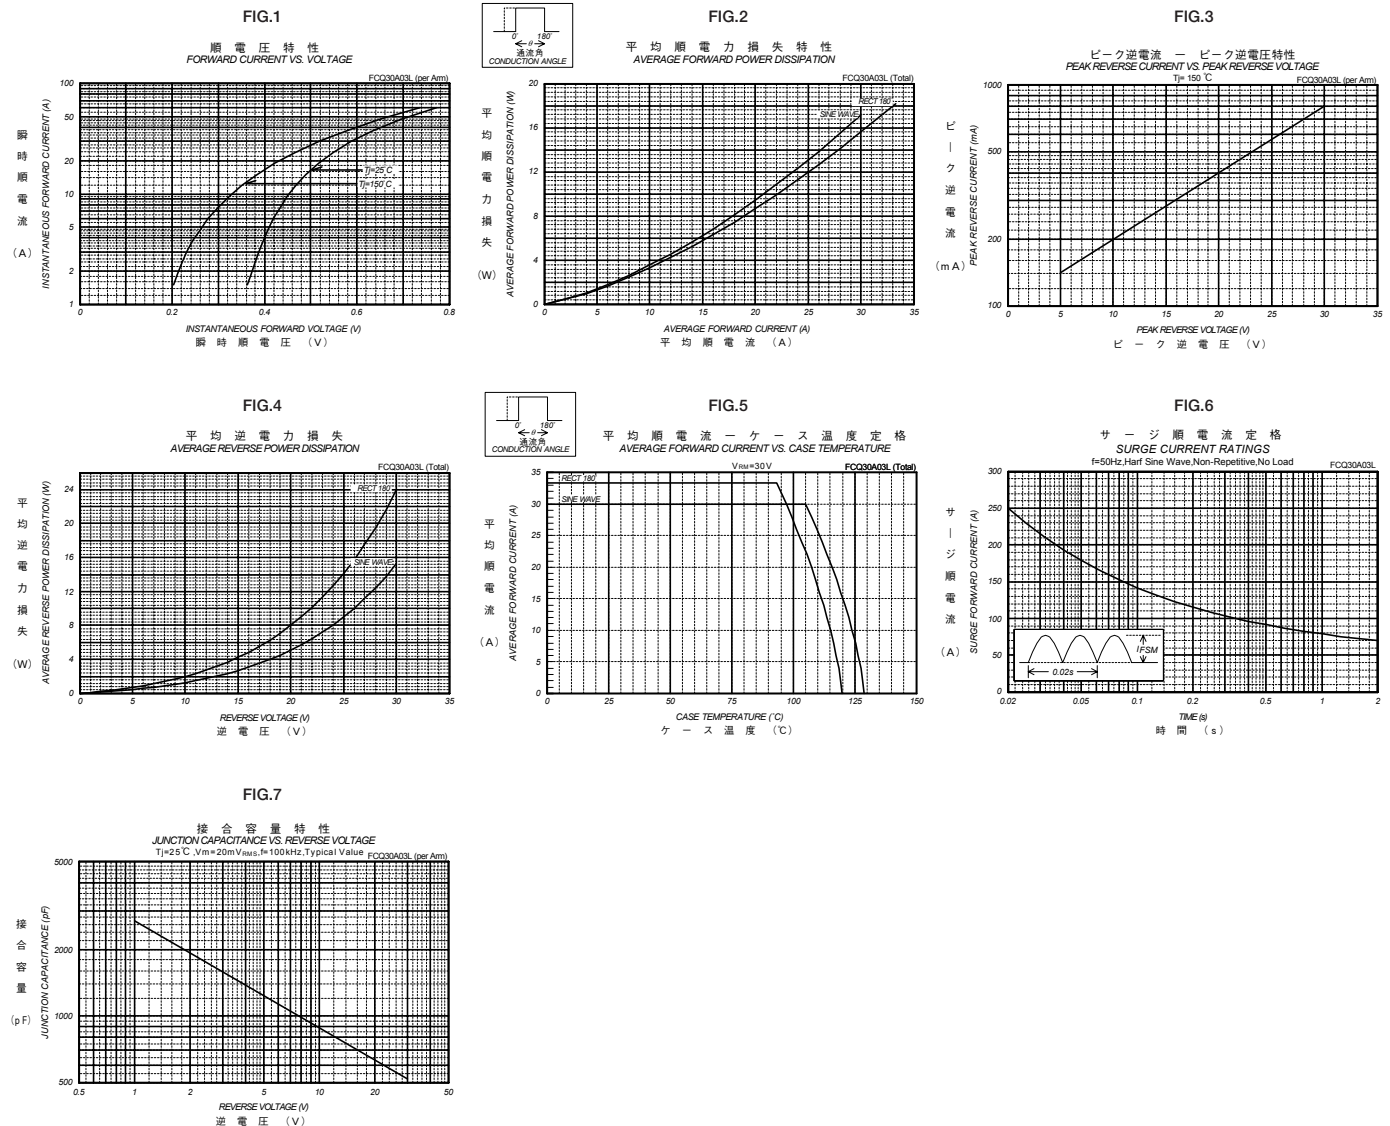 FIG.1
順電圧特性
FORWARD CURRENT VS. VOLTAGE
FCQ30A03L (per Arm)
瞬時順電流 (A)
INSTANTANEOUS FORWARD CURRENT (A)
100
50
20
10
5
2
1
Tj=25°C
Tj=150°C
0 0.2 0.4 0.6 0.8
INSTANTANEOUS FORWARD VOLTAGE (V)
瞬時順電圧 (V)
0° 180°
θ
通流角
CONDUCTION ANGLE
FIG.2
平均順電力損失特性
AVERAGE FORWARD POWER DISSIPATION
FCQ30A03L (Total)
平均順電力損失 (W)
AVERAGE FORWARD POWER DISSIPATION (W)
20
16
12
8
4
0
RECT 180°
SINE WAVE
0 5 10 15 20 25 30 35
AVERAGE FORWARD CURRENT (A)
平均順電流 (A)
FIG.3
ピーク逆電流 ー ピーク逆電圧特性
PEAK REVERSE CURRENT VS. PEAK REVERSE VOLTAGE
Tj= 150 ℃
FCQ30A03L (per Arm)
ピーク逆電流 (mA)
PEAK REVERSE CURRENT (mA)
1000
500
200
100
0 5 10 15 20 25 30 35
PEAK REVERSE VOLTAGE (V)
ピーク逆電圧 (V)
FIG.4
平均逆電力損失
AVERAGE REVERSE POWER DISSIPATION
FCQ30A03L (Total)
平均逆電力損失 (W)
AVERAGE REVERSE POWER DISSIPATION (W)
24
20
16
12
8
4
0
RECT 180°
SINE WAVE
0 5 10 15 20 25 30 35
REVERSE VOLTAGE (V)
逆電圧 (V)
0° 180°
θ
通流角
CONDUCTION ANGLE
FIG.5
平均順電流ーケース温度定格
AVERAGE FORWARD CURRENT VS. CASE TEMPERATURE
VRM=30V
FCQ30A03L (Total)
平均順電流 (A)
AVERAGE FORWARD CURRENT (A)
35
30
25
20
15
10
5
0
RECT 180°
SINE WAVE
0 25 50 75 100 125 150
CASE TEMPERATURE (°C)
ケース温度 (℃)
FIG.6
サージ順電流定格
SURGE CURRENT RATINGS
f=50Hz,Harf Sine Wave,Non-Repetitive,No Load
FCQ30A03L
サージ順電流 (A)
SURGE FORWARD CURRENT (A)
300
250
200
150
100
50
0
IFSM
0.02s
0.02 0.05 0.1 0.2 0.5 1 2
TIME (s)
時間 (s)
FIG.7
接合容量特性
JUNCTION CAPACITANCE VS. REVERSE VOLTAGE
Tj=25℃ ,Vm=20mVRMS,f=100kHz,Typical Value
FCQ30A03L (per Arm)
接合容量 (pF)
JUNCTION CAPACITANCE (pF)
5000
2000
1000
500
0.5 1 2 5 10 20 50
REVERSE VOLTAGE (V)
逆電圧 (V)